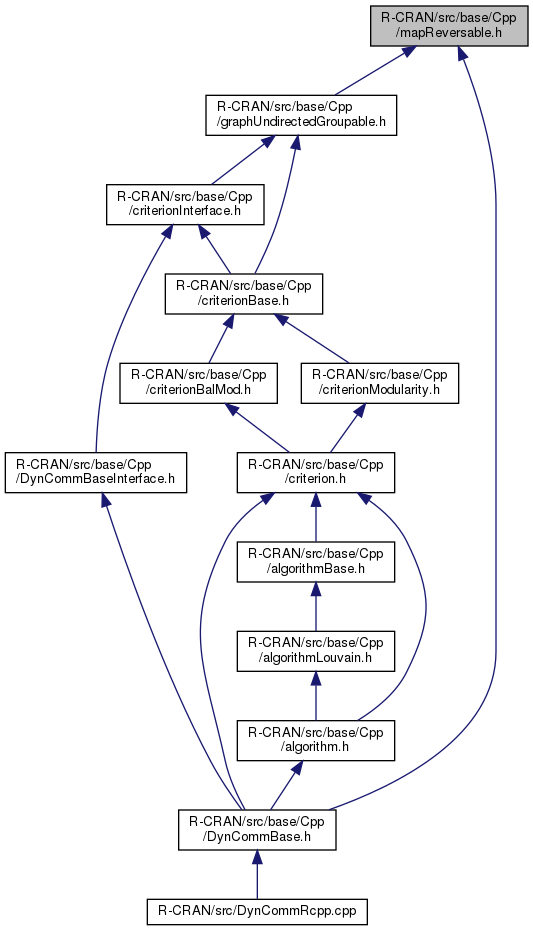 R-CRAN/src/base/Cpp
/mapReversable.h
R-CRAN/src/base/Cpp
/graphUndirectedGroupable.h
R-CRAN/src/base/Cpp
/criterionInterface.h
R-CRAN/src/base/Cpp
/criterionBase.h
R-CRAN/src/base/Cpp
/criterionBalMod.h
R-CRAN/src/base/Cpp
/criterionModularity.h
R-CRAN/src/base/Cpp
/DynCommBaseInterface.h
R-CRAN/src/base/Cpp
/criterion.h
R-CRAN/src/base/Cpp
/algorithmBase.h
R-CRAN/src/base/Cpp
/algorithmLouvain.h
R-CRAN/src/base/Cpp
/algorithm.h
R-CRAN/src/base/Cpp
/DynCommBase.h
R-CRAN/src/DynCommRcpp.cpp